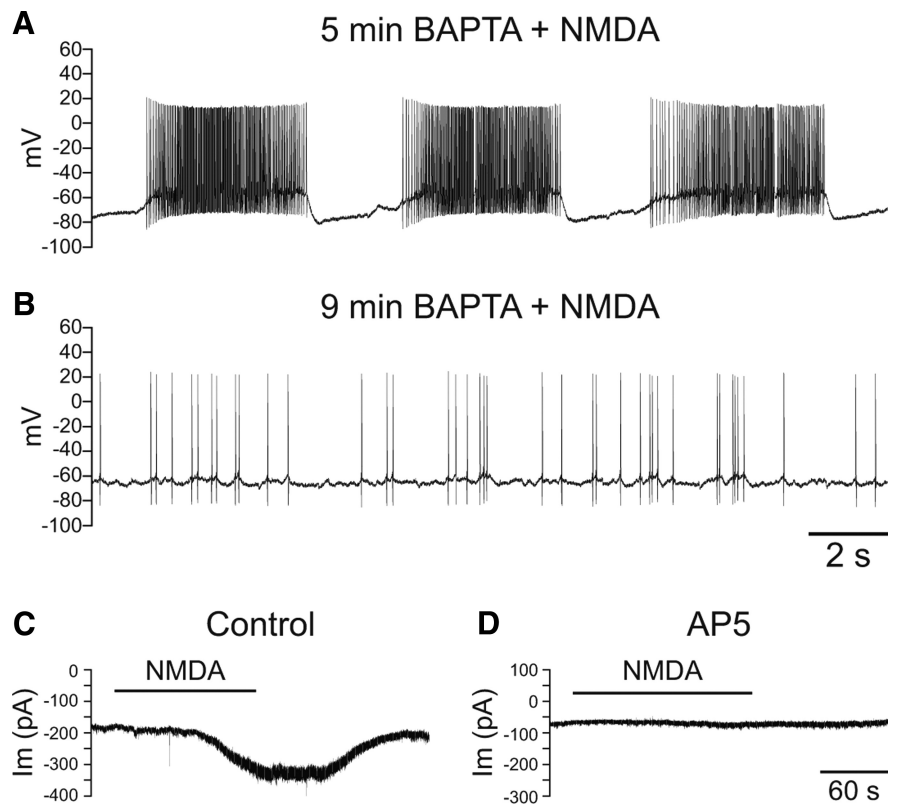 A
5 min BAPTA + NMDA
60
40
20
0
-20
-40
-60
-80
-100
mV
B
9 min BAPTA + NMDA
60
40
20
0
-20
-40
-60
-80
-100
mV
2 s
C
Control
NMDA
0
-100
-200
-300
-400
Im (pA)
D
AP5
NMDA
100
0
-100
-200
-300
Im (pA)
60 s